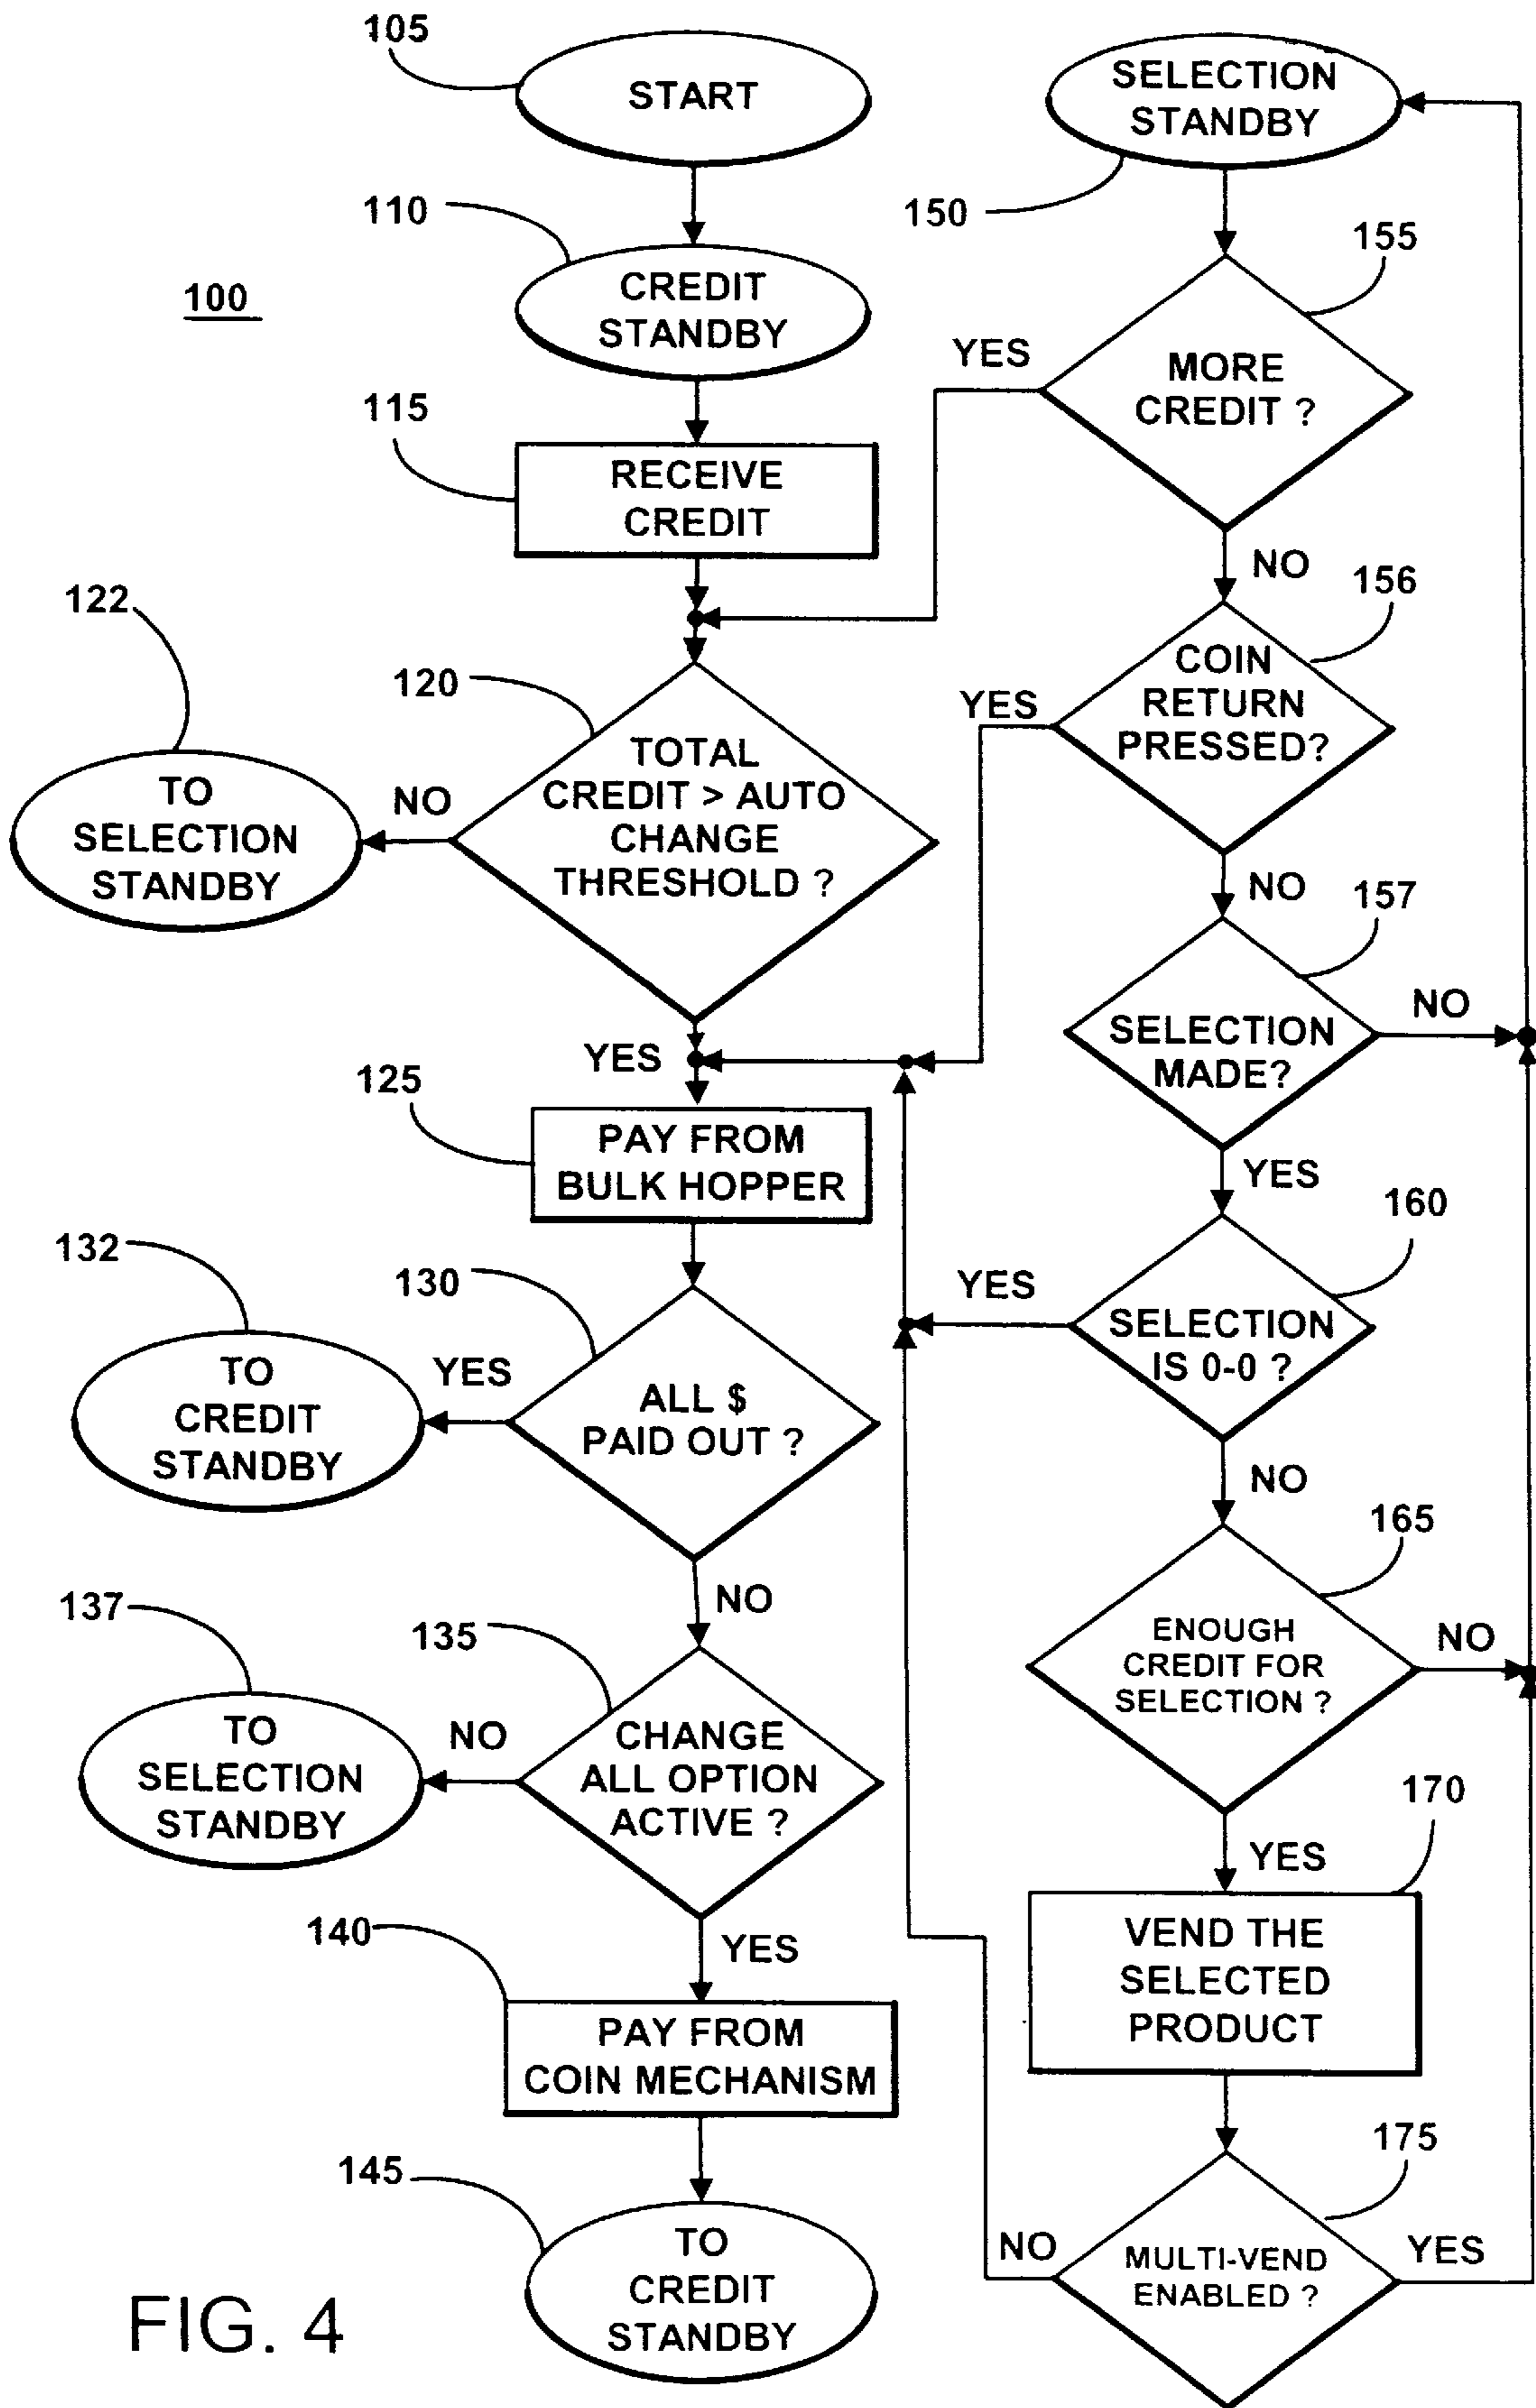 105
START
110
CREDIT
STANDBY
100
115
RECEIVE
CREDIT
122
120
TOTAL
CREDIT > AUTO
CHANGE
THRESHOLD ?
NO
TO
SELECTION
STANDBY
YES
125
PAY FROM
BULK HOPPER
132
130
ALL $
PAID OUT ?
YES
TO
CREDIT
STANDBY
NO
137
135
CHANGE
ALL OPTION
ACTIVE ?
NO
TO
SELECTION
STANDBY
YES
140
PAY FROM
COIN MECHANISM
145
TO
CREDIT
STANDBY
SELECTION
STANDBY
150
155
YES
MORE
CREDIT ?
NO
156
YES
COIN
RETURN
PRESSED?
NO
157
SELECTION
MADE?
NO
YES
160
YES
SELECTION
IS 0-0 ?
NO
165
ENOUGH
CREDIT FOR
SELECTION ?
NO
YES
170
VEND THE
SELECTED
PRODUCT
175
NO
MULTI-VEND
ENABLED ?
YES
FIG. 4